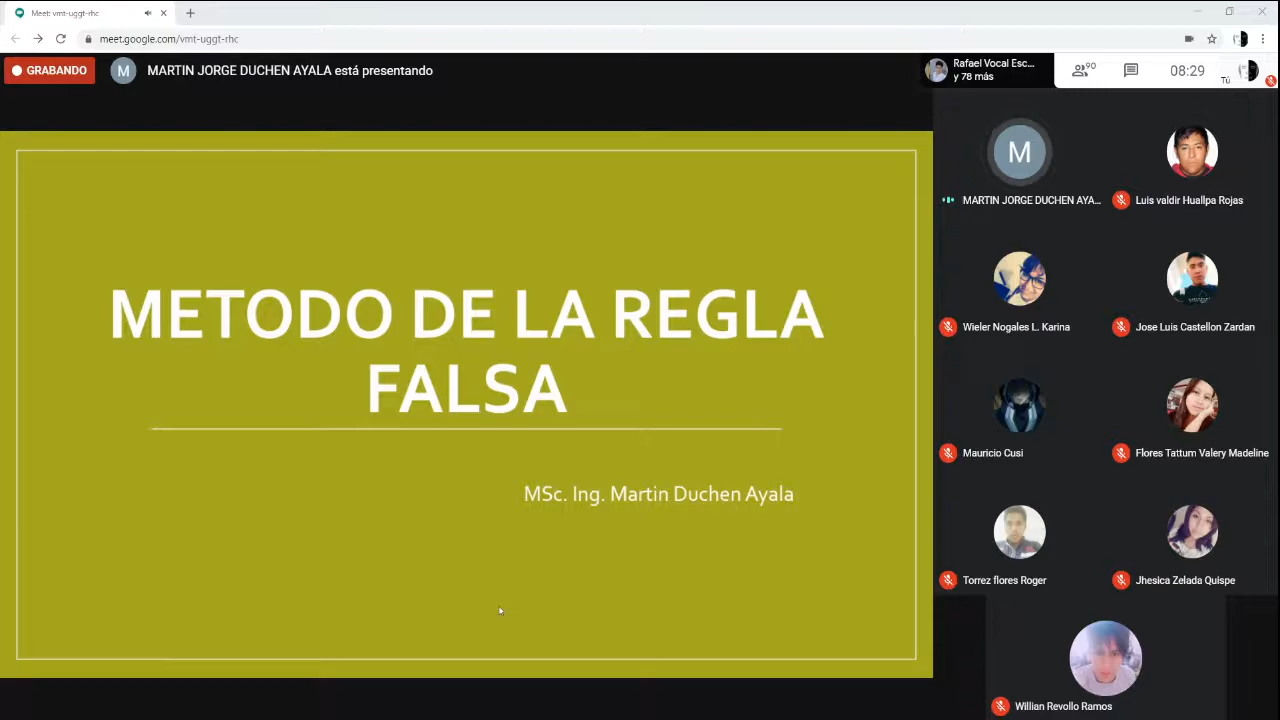 Meet: vmt-uggt-rhc
meet.google.com/vmt-uggt-rhc
GRABANDO
M
MARTIN JORGE DUCHEN AYALA está presentando
Rafael Vocal Esc...
y 78 más
90
08:29
Tú
METODO DE LA REGLA
FALSA
MSc. Ing. Martin Duchen Ayala
M
MARTIN JORGE DUCHEN AYA...
Luis valdir Huallpa Rojas
Wieler Nogales L. Karina
Jose Luis Castellon Zardan
Mauricio Cusi
Flores Tattum Valery Madeline
Torrez flores Roger
Jhesica Zelada Quispe
Willian Revollo Ramos